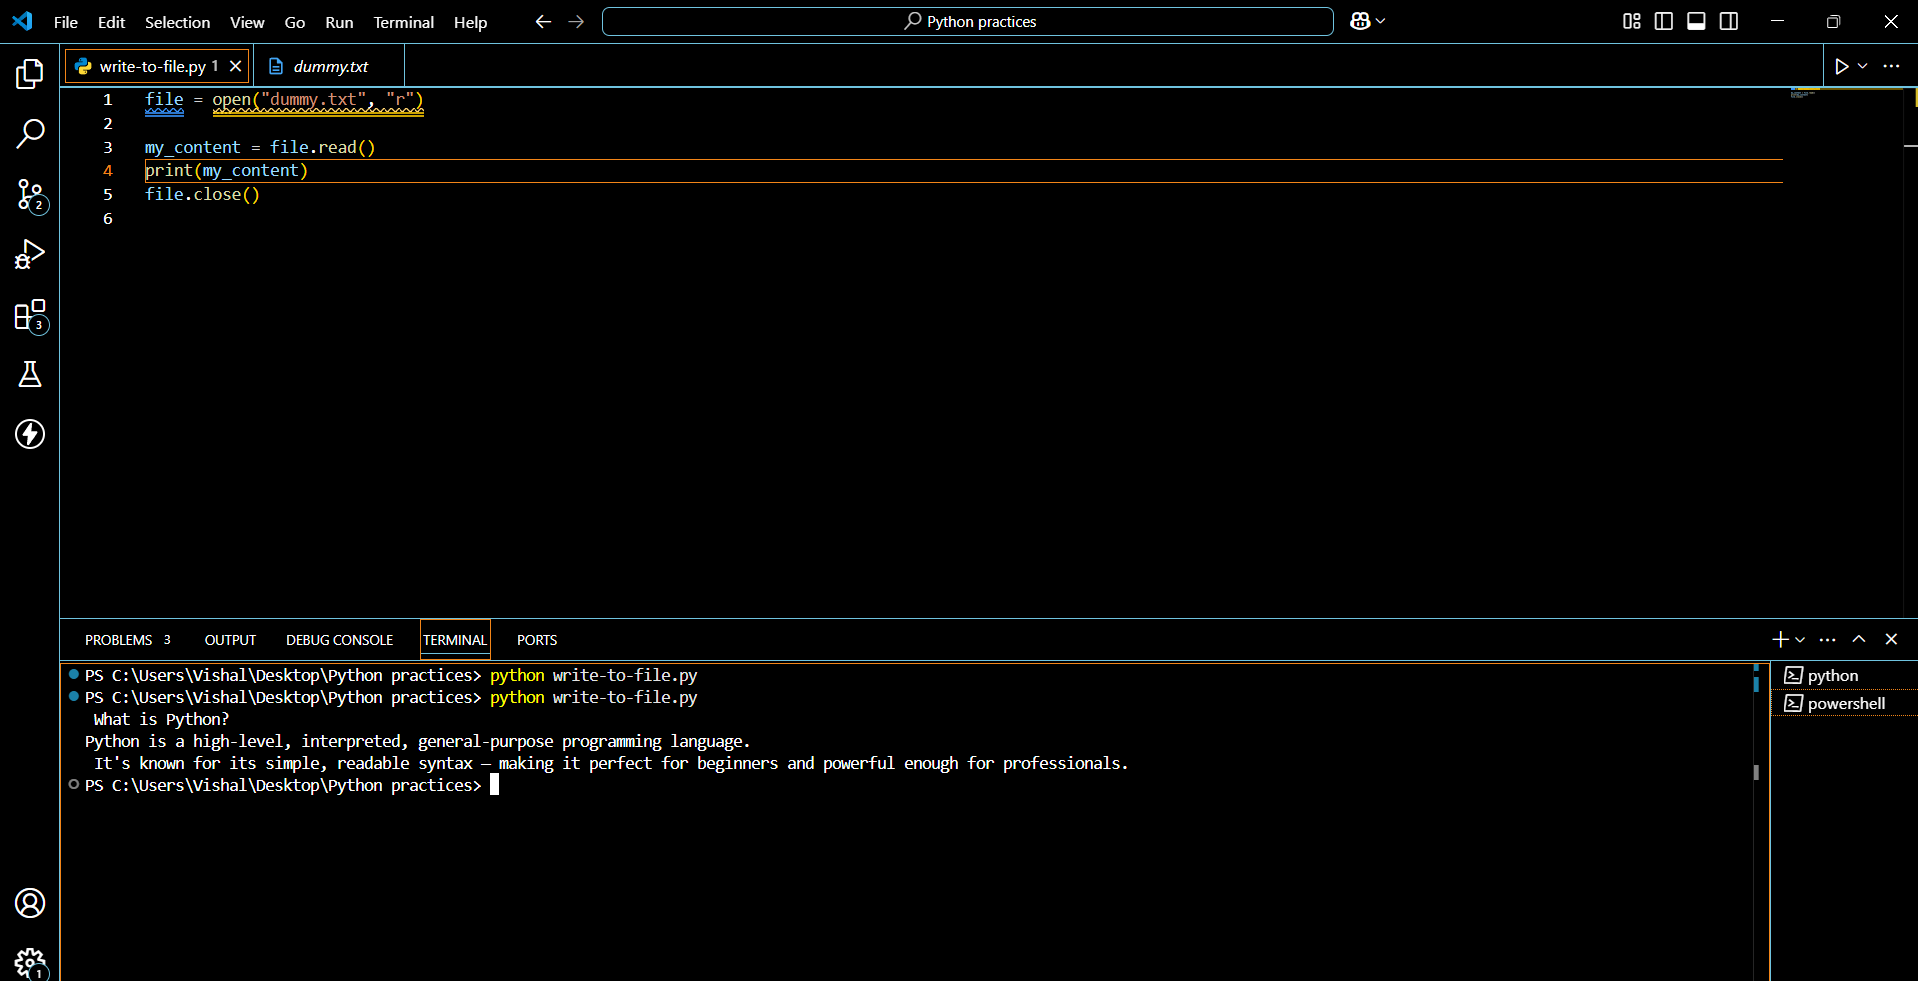 File Edit Selection View Go Run Terminal Help
Python practices
write-to-file.py 1
dummy.txt
1 file = open("dummy.txt", "r")
2
3 my_content = file.read()
4 print(my_content)
5 file.close()
6
2
3
PROBLEMS 3 OUTPUT DEBUG CONSOLE TERMINAL PORTS
PS C:\Users\Vishal\Desktop\Python practices> python write-to-file.py
PS C:\Users\Vishal\Desktop\Python practices> python write-to-file.py
What is Python?
Python is a high-level, interpreted, general-purpose programming language.
It's known for its simple, readable syntax — making it perfect for beginners and powerful enough for professionals.
PS C:\Users\Vishal\Desktop\Python practices>
python
powershell
1